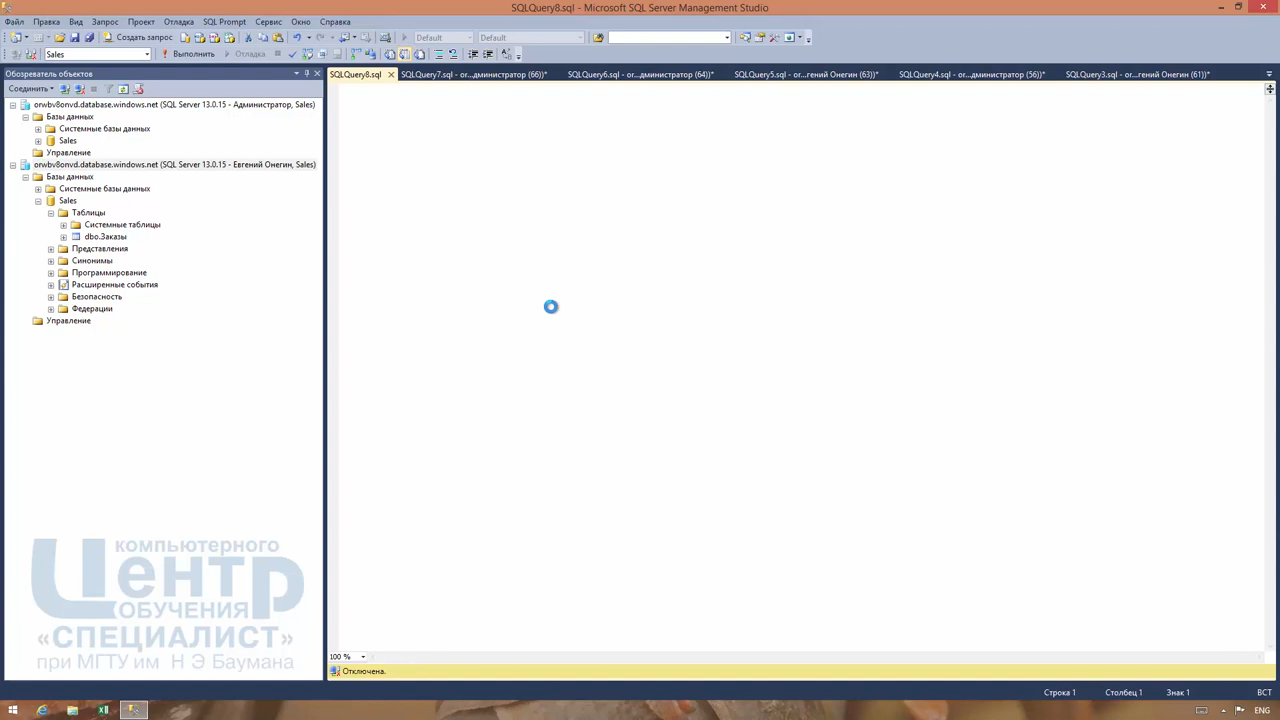 SQLQuery8.sql - Microsoft SQL Server Management Studio
Файл Правка Вид Запрос Проект Отладка SQL Prompt Сервис Окно Справка
Создать запрос Default Default
Sales Выполнить Отладка
Обозреватель объектов
SQLQuery8.sql SQLQuery7.sql - or...дминистратор (66))* SQLQuery6.sql - or...дминистратор (64))* SQLQuery5.sql - or...гений Онегин (63))* SQLQuery4.sql - or...дминистратор (56))* SQLQuery3.sql - or...гений Онегин (61))*
Соединить
orwbv8onvd.database.windows.net (SQL Server 13.0.15 - Администратор, Sales)
Базы данных
Системные базы данных
Sales
Управление
orwbv8onvd.database.windows.net (SQL Server 13.0.15 - Евгений Онегин, Sales)
Базы данных
Системные базы данных
Sales
Таблицы
Системные таблицы
dbo.Заказы
Представления
Синонимы
Программирование
Расширенные события
Безопасность
Федерации
Управление
компьютерного
Центр
ОБУЧЕНИЯ
«СПЕЦИАЛИСТ»
при МГТУ им Н Э Баумана
100 %
Отключена.
Строка 1 Столбец 1 Знак 1 ВСТ
ENG